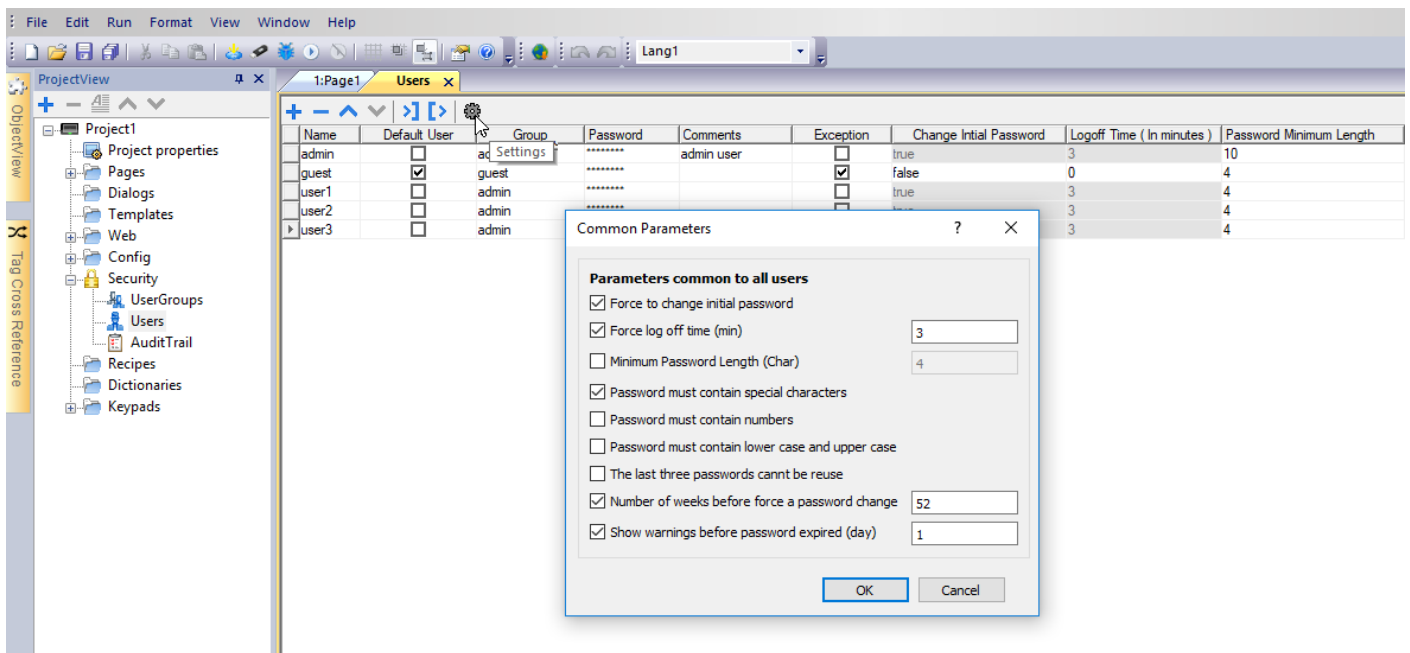 File Edit Run Format View Window Help
Lang1
ObjectView
Tag Cross Reference
ProjectView
Project1
Project properties
Pages
Dialogs
Templates
Web
Config
Security
UserGroups
Users
AuditTrail
Recipes
Dictionaries
Keypads
1:Page1 Users
Name Default User Group Password Comments Exception Change Intial Password Logoff Time ( In minutes ) Password Minimum Length
admin ******** admin user true 3 10
guest guest ******** false 0 4
user1 admin ******** true 3 4
user2 admin ******** 3 4
user3 admin 3 4
Settings
Common Parameters
Parameters common to all users
Force to change initial password
Force log off time (min) 3
Minimum Password Length (Char) 4
Password must contain special characters
Password must contain numbers
Password must contain lower case and upper case
The last three passwords cannt be reuse
Number of weeks before force a password change 52
Show warnings before password expired (day) 1
OK Cancel